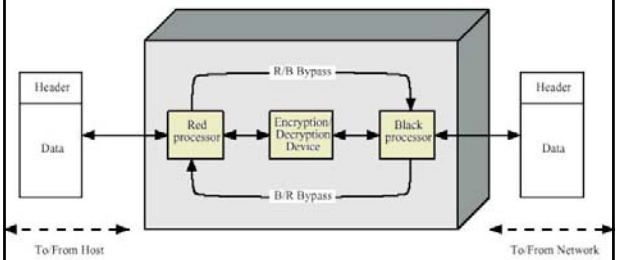 R/B Bypass
Header
Data
Red
processor
Encryption/
Decryption
Device
Black
processor
Header
Data
B/R Bypass
To/From Host
To/From Network